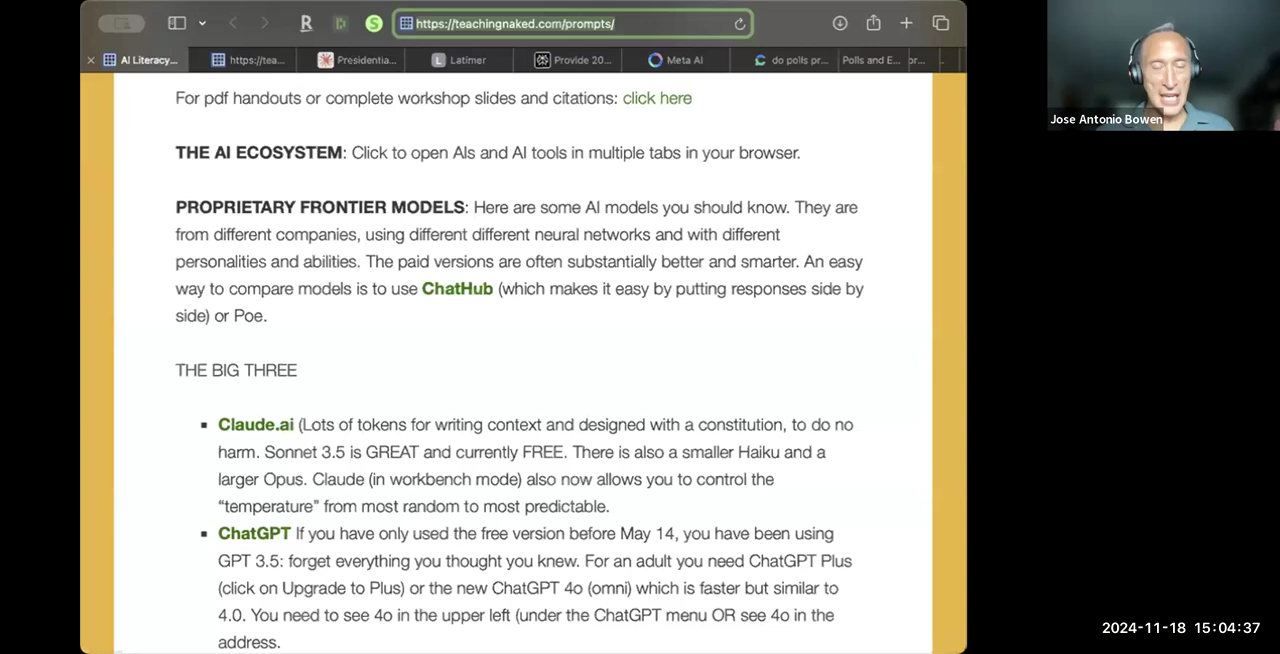 https://teachingnaked.com/prompts/
AI Literacy...
https://tea...
Presidentia...
Latimer
Provide 20...
Meta AI
do polls pr...
Polls and E...
or...
For pdf handouts or complete workshop slides and citations: click here
THE AI ECOSYSTEM: Click to open AIs and AI tools in multiple tabs in your browser.
PROPRIETARY FRONTIER MODELS: Here are some AI models you should know. They are
from different companies, using different different neural networks and with different
personalities and abilities. The paid versions are often substantially better and smarter. An easy
way to compare models is to use ChatHub (which makes it easy by putting responses side by
side) or Poe.
THE BIG THREE
▪ Claude.ai (Lots of tokens for writing context and designed with a constitution, to do no
harm. Sonnet 3.5 is GREAT and currently FREE. There is also a smaller Haiku and a
larger Opus. Claude (in workbench mode) also now allows you to control the
“temperature” from most random to most predictable.
▪ ChatGPT If you have only used the free version before May 14, you have been using
GPT 3.5: forget everything you thought you knew. For an adult you need ChatGPT Plus
(click on Upgrade to Plus) or the new ChatGPT 4o (omni) which is faster but similar to
4.0. You need to see 4o in the upper left (under the ChatGPT menu OR see 4o in the
address.
Jose Antonio Bowen
2024-11-18 15:04:37